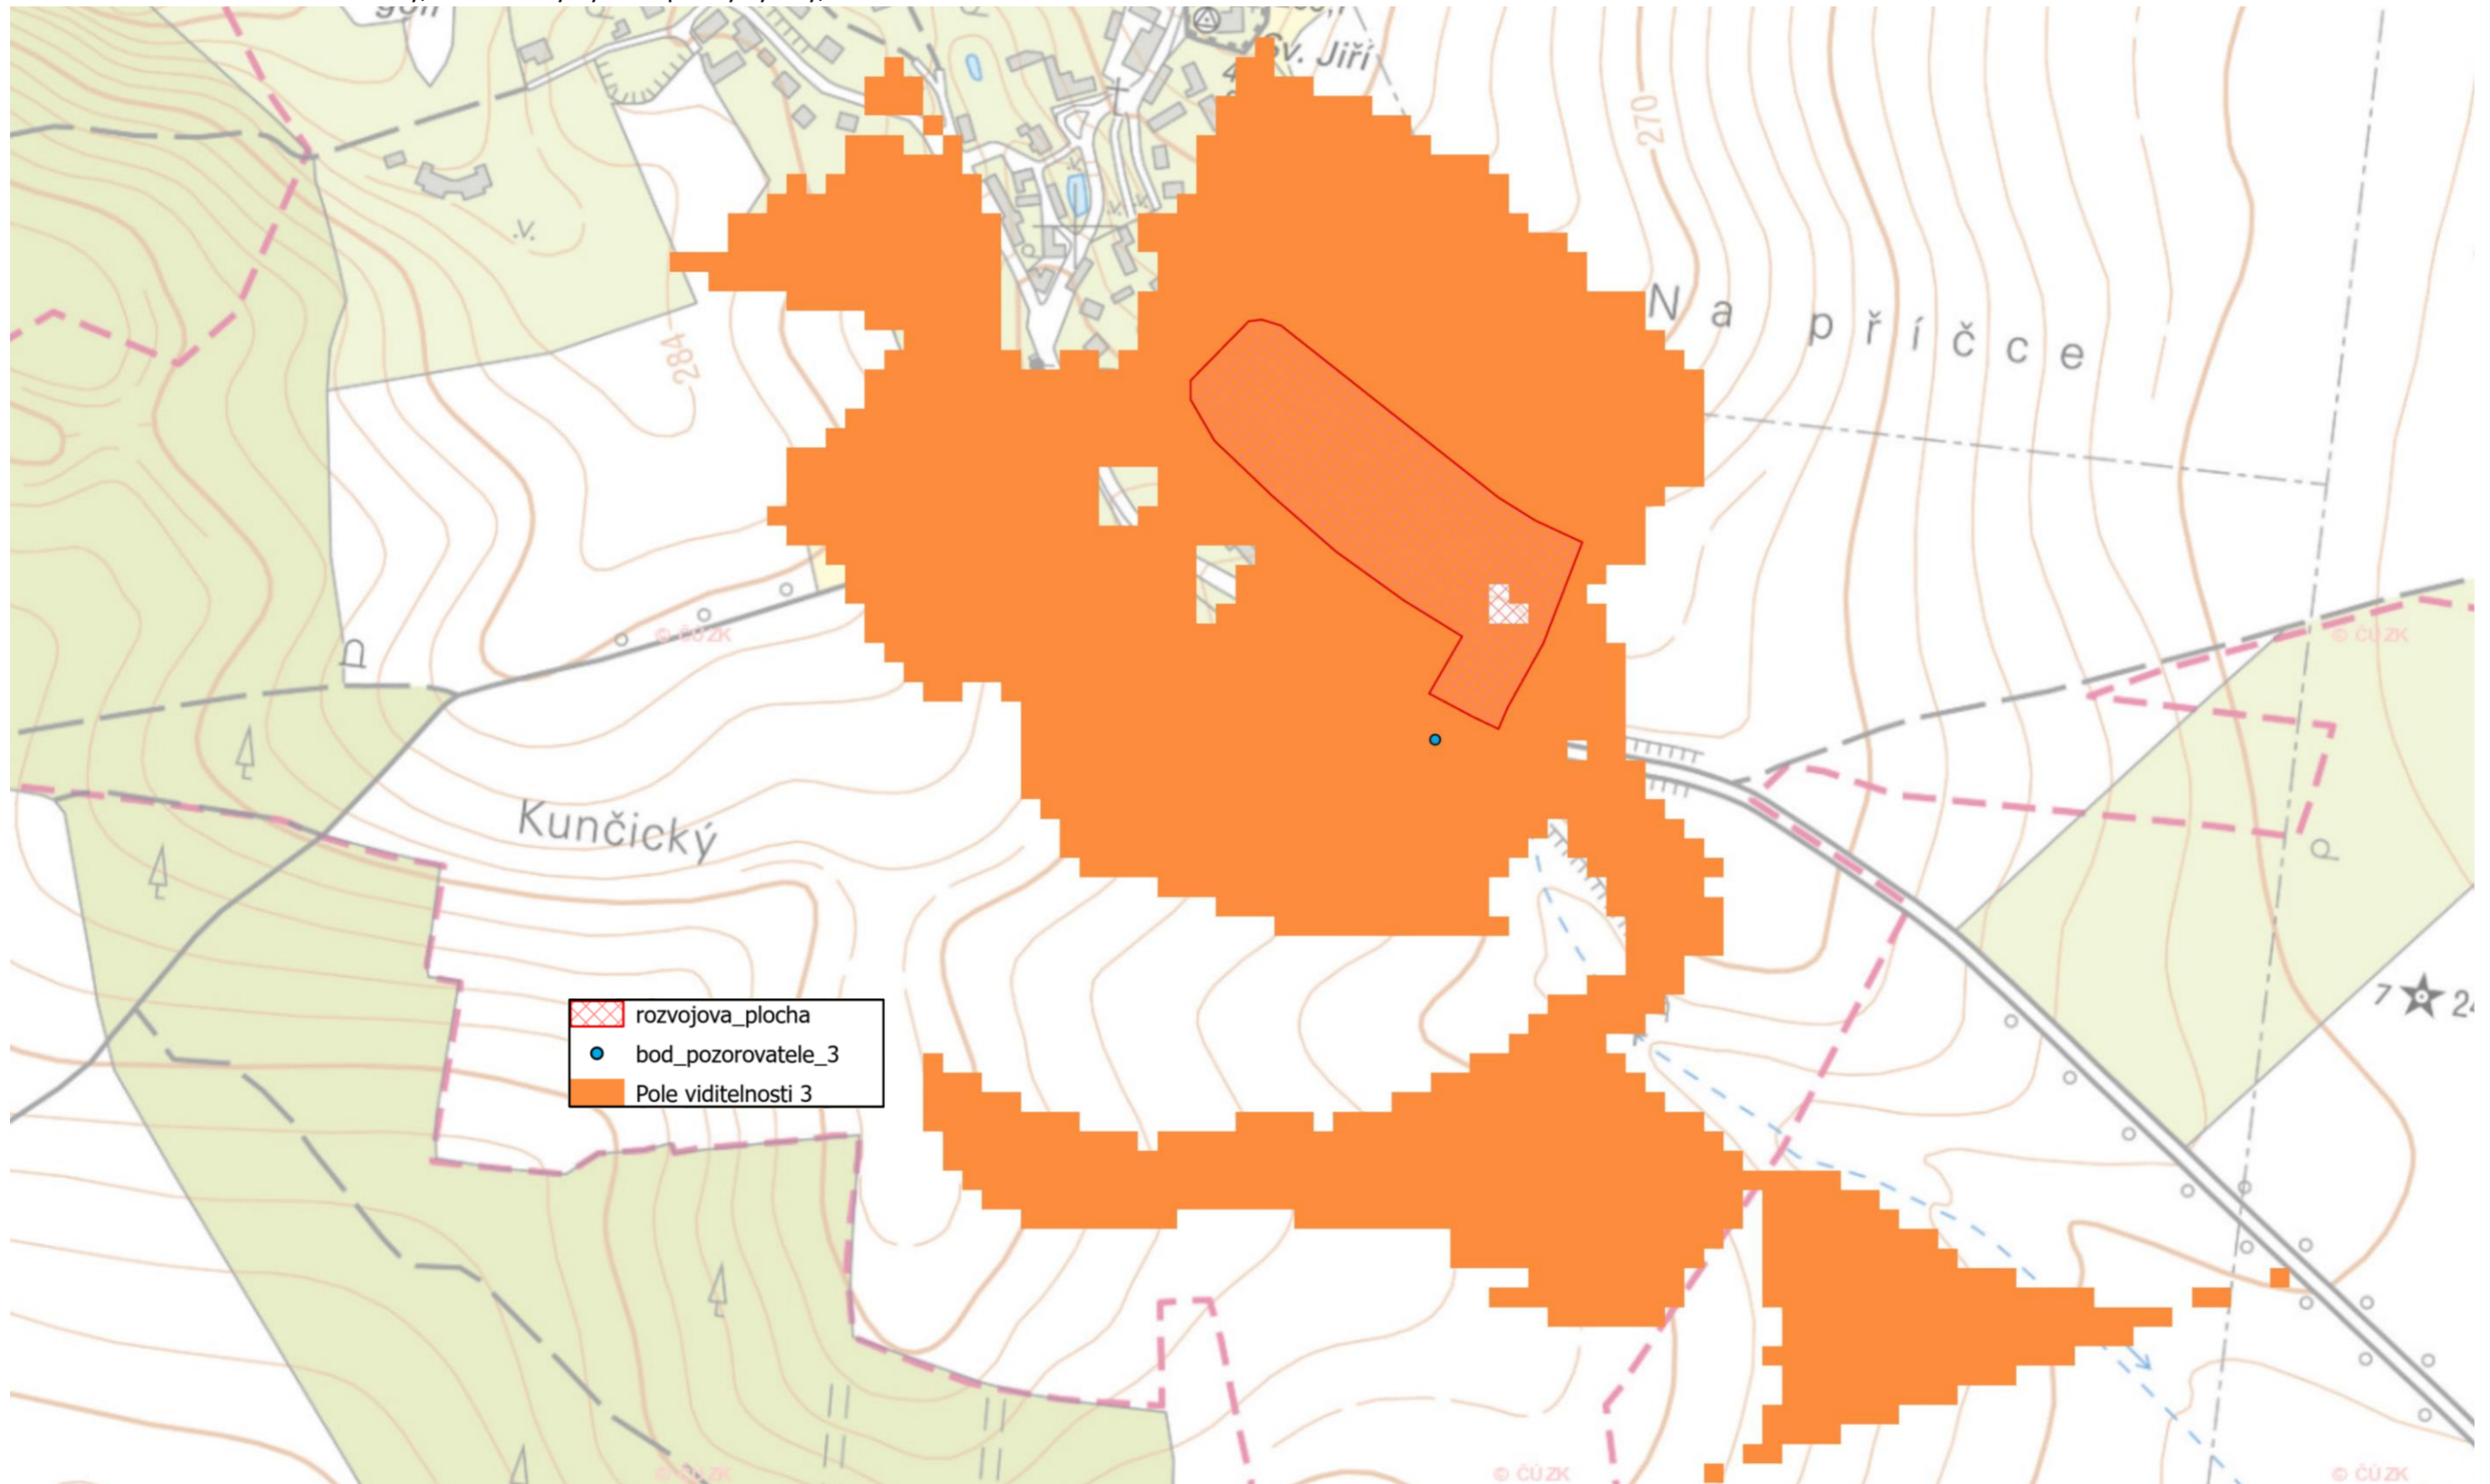 Sv. Jiří
270
Na příčce
284
© ČÚZK
© ČÚZK
Kunčický
7
rozvojova_plocha
bod_pozorovatele_3
Pole viditelnosti 3
© ČÚZK
© ČÚZK
© ČÚZK